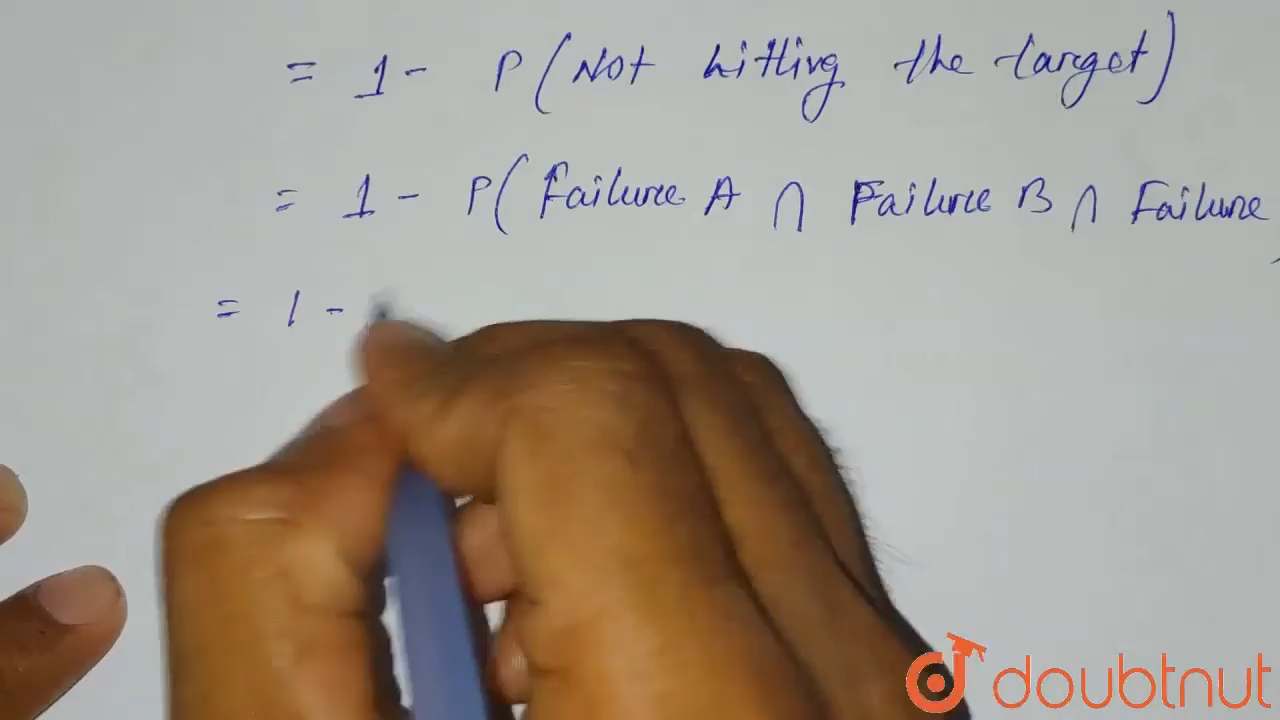 = 1 - P (Not hitting the target)
= 1 - P( Failure A ∩ Failure B ∩ Failure
= 1 -
doubtnut